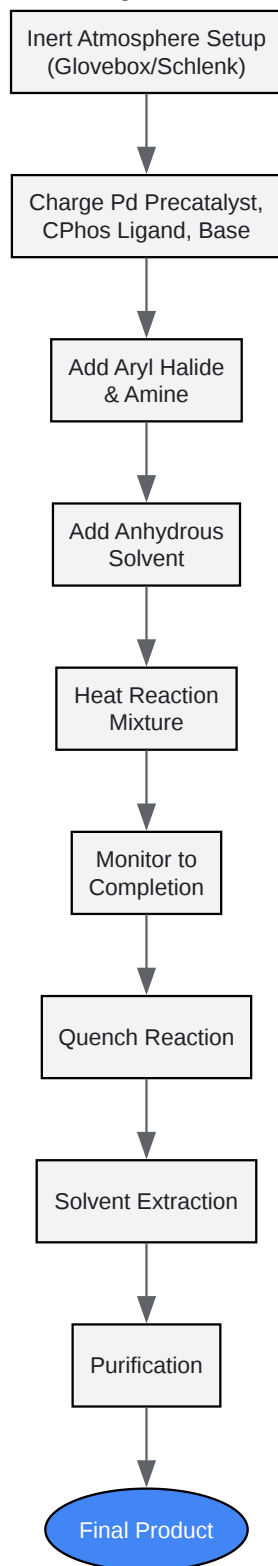 Inert Atmosphere Setup
(Glovebox/Schlenk)
Charge Pd Precatalyst,
CPhos Ligand, Base
Add Aryl Halide
& Amine
Add Anhydrous
Solvent
Heat Reaction
Mixture
Monitor to
Completion
Quench Reaction
Solvent Extraction
Purification
Final Product